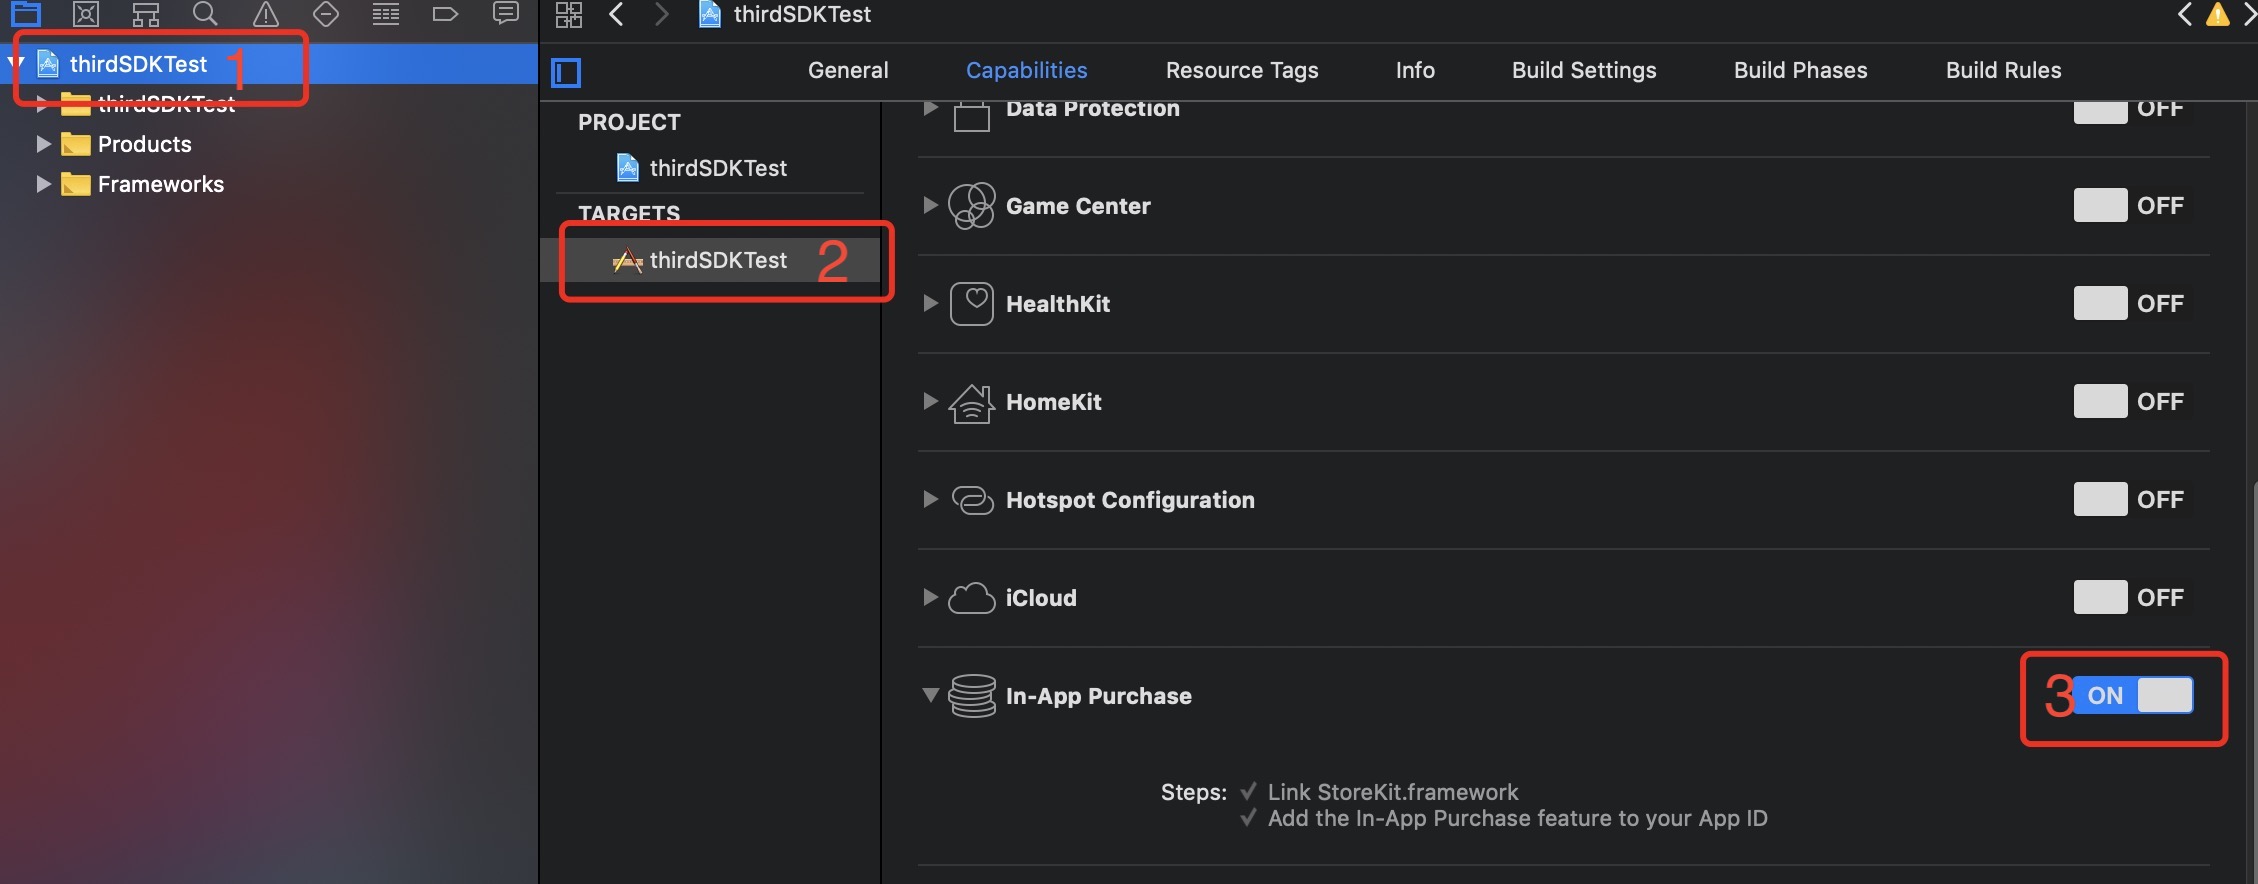 thirdSDKTest
General Capabilities Resource Tags Info Build Settings Build Phases Build Rules
thirdSDKTest 1
thirdSDKTest
Products
Frameworks
PROJECT
thirdSDKTest
TARGETS
thirdSDKTest 2
Data Protection OFF
Game Center OFF
HealthKit OFF
HomeKit OFF
Hotspot Configuration OFF
iCloud OFF
In-App Purchase 3 ON
Steps: ✓ Link StoreKit.framework
✓ Add the In-App Purchase feature to your App ID